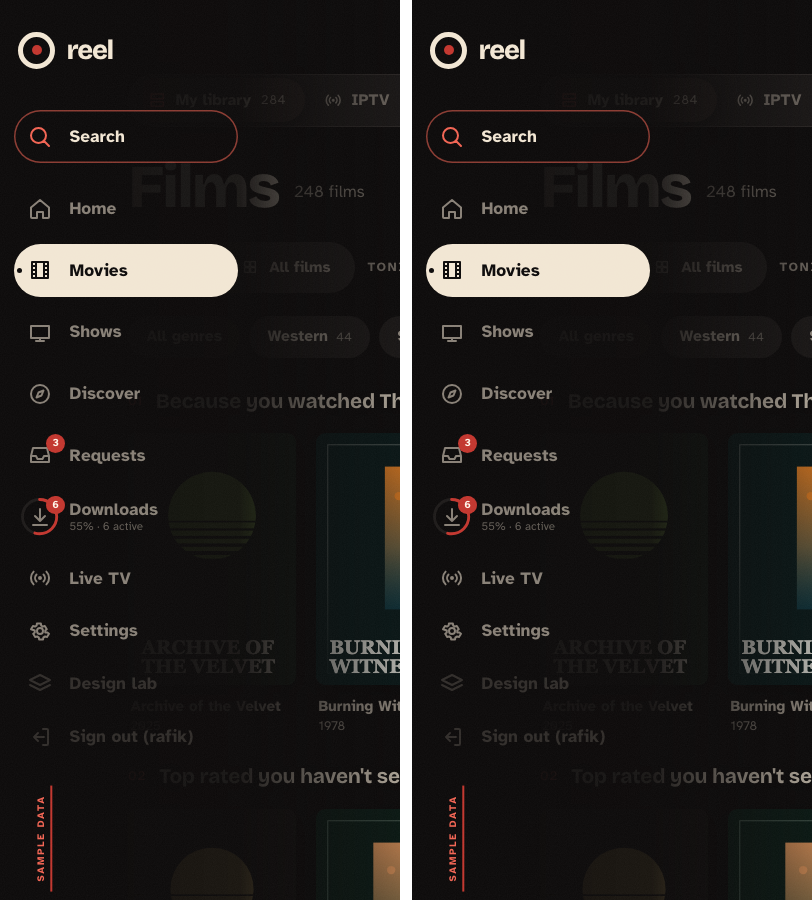 reel
My library 284 IPTV
Search
Films 248 films
Home
Movies
All films
Shows
All genres Western 44
Discover
Because you watched Th
3
Requests
6
Downloads
55% · 6 active
Live TV
Settings
ARCHIVE OF
THE VELVET
BURNI
WITNE
Design lab
Archive of the Velvet
Burning Wit
1978
Sign out (rafik)
Top rated you haven't se
SAMPLE DATA
reel
My library 284 IPTV
Search
Films 248 films
Home
Movies
All films
Shows
All genres Western 44
Discover
Because you watched Th
3
Requests
6
Downloads
55% · 6 active
Live TV
Settings
ARCHIVE OF
THE VELVET
BURNI
WITNE
Design lab
Archive of the Velvet
Burning Wit
1978
Sign out (rafik)
Top rated you haven't se
SAMPLE DATA